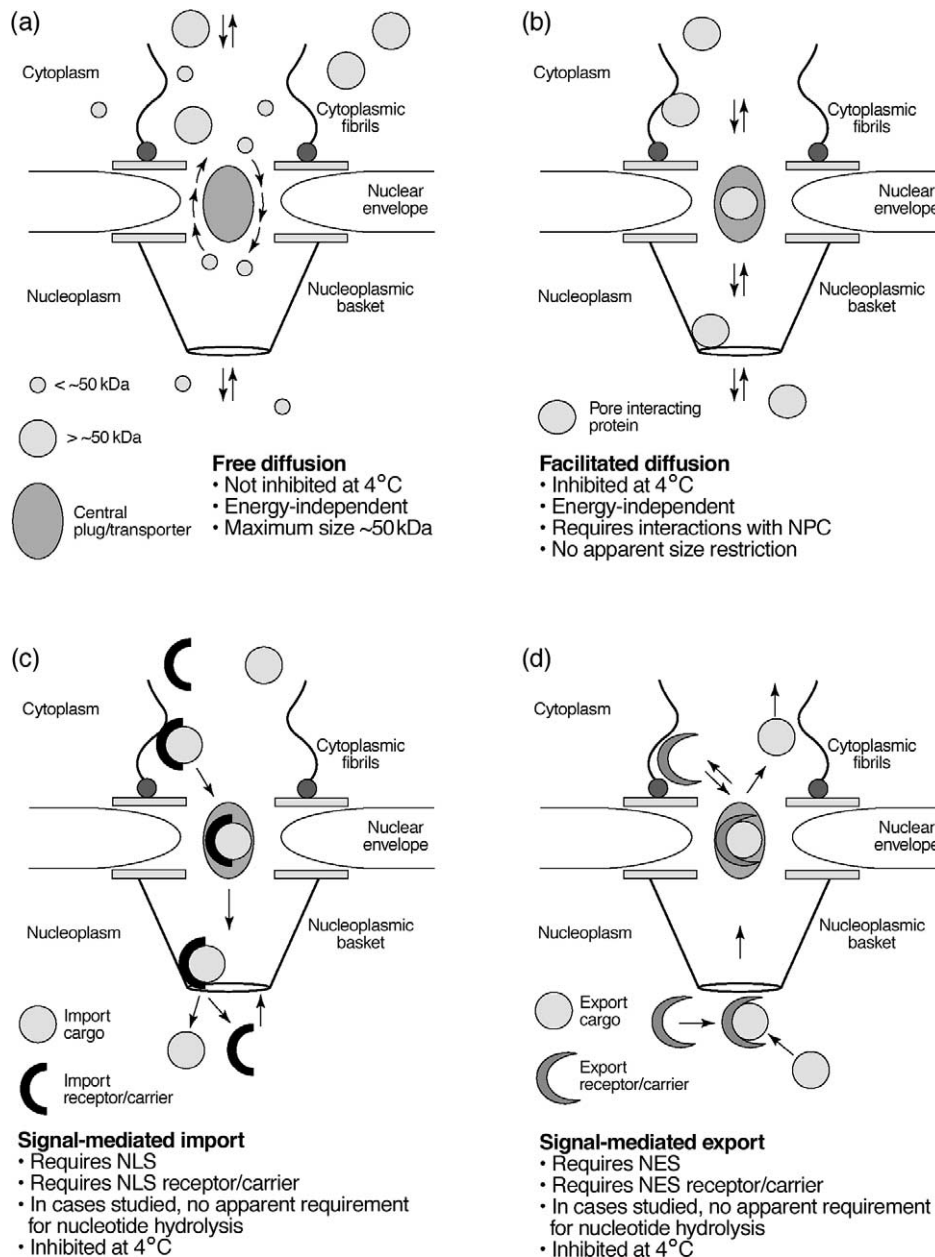 (a)
Cytoplasm
Cytoplasmic
fibrils
Nuclear
envelope
Nucleoplasm
Nucleoplasmic
basket
< ~50 kDa
> ~50 kDa
Central
plug/transporter
Free diffusion
• Not inhibited at 4°C
• Energy-independent
• Maximum size ~50 kDa
(b)
Cytoplasm
Cytoplasmic
fibrils
Nuclear
envelope
Nucleoplasm
Nucleoplasmic
basket
Pore interacting
protein
Facilitated diffusion
• Inhibited at 4°C
• Energy-independent
• Requires interactions with NPC
• No apparent size restriction
(c)
Cytoplasm
Cytoplasmic
fibrils
Nuclear
envelope
Nucleoplasm
Nucleoplasmic
basket
Import
cargo
Import
receptor/carrier
Signal-mediated import
• Requires NLS
• Requires NLS receptor/carrier
• In cases studied, no apparent requirement
for nucleotide hydrolysis
• Inhibited at 4°C
(d)
Cytoplasm
Cytoplasmic
fibrils
Nuclear
envelope
Nucleoplasm
Nucleoplasmic
basket
Export
cargo
Export
receptor/carrier
Signal-mediated export
• Requires NES
• Requires NES receptor/carrier
• In cases studied, no apparent requirement
for nucleotide hydrolysis
• Inhibited at 4°C